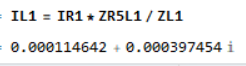 = IL1 = IR1 * ZR5L1 / ZL1
= 0.000114642 + 0.000397454 i